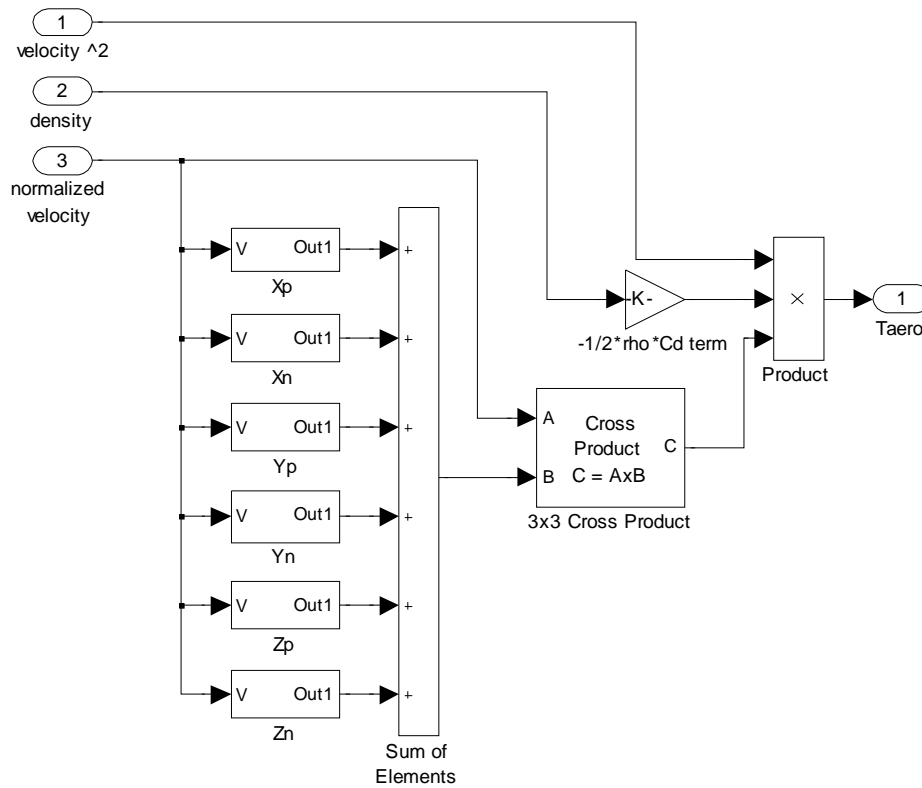 1
velocity ^2
2
density
3
normalized
velocity
V Out1 +
Xp
V Out1 +
Xn
V Out1 +
Yp
V Out1 +
Yn
V Out1 +
Zp
V Out1 +
Zn
Sum of
Elements
-K-
-1/2*rho*Cd term
A
B
Cross
Product
C = AxB
C
3x3 Cross Product
×
Product
1
Taero